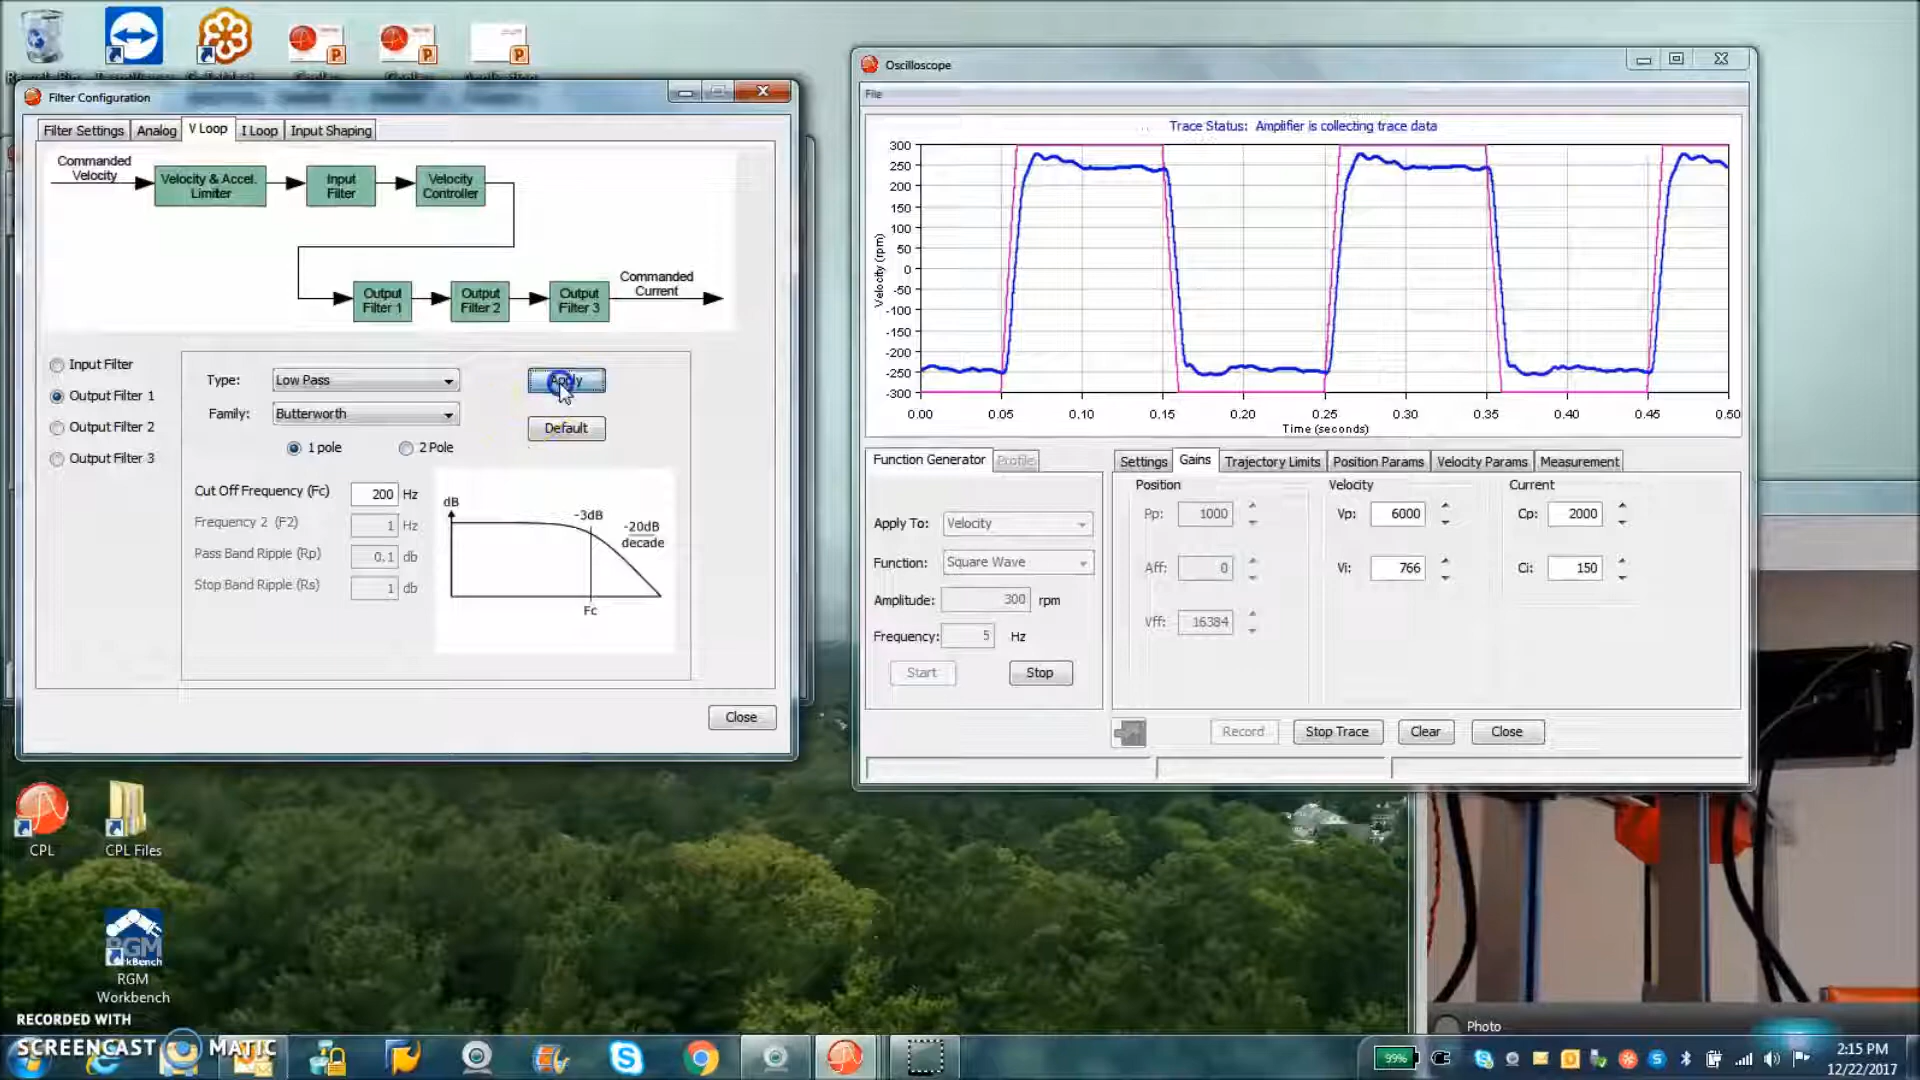 Filter Configuration
Filter Settings
Analog
V Loop
I Loop
Input Shaping
Commanded
Velocity
Velocity & Accel.
Limiter
Input
Filter
Velocity
Controller
Output
Filter 1
Output
Filter 2
Output
Filter 3
Commanded
Current
Input Filter
Output Filter 1
Output Filter 2
Output Filter 3
Type: Low Pass
Family: Butterworth
1 pole
2 Pole
Apply
Default
Cut Off Frequency (Fc) 200 Hz
Frequency 2 (F2) 1 Hz
Pass Band Ripple (Rp) 0.1 db
Stop Band Ripple (Rs) 1 db
dB
-3dB
-20dB
decade
Fc
Close
Oscilloscope
File
Trace Status: Amplifier is collecting trace data
300
250
200
150
100
50
0
-50
-100
-150
-200
-250
-300
Velocity (rpm)
0.00 0.05 0.10 0.15 0.20 0.25 0.30 0.35 0.40 0.45 0.50
Time (seconds)
Function Generator
Profile
Apply To: Velocity
Function: Square Wave
Amplitude: 300 rpm
Frequency: 5 Hz
Start
Stop
Settings
Gains
Trajectory Limits
Position Params
Velocity Params
Measurement
Position
Pp: 1000
Aff: 0
Vff: 16384
Velocity
Vp: 6000
Vi: 766
Current
Cp: 2000
Ci: 150
Record
Stop Trace
Clear
Close
CPL
CPL Files
RGM
WorkBench
RGM
Workbench
RECORDED WITH
SCREENCAST MATIC
Photo
99%
2:15 PM
12/22/2017